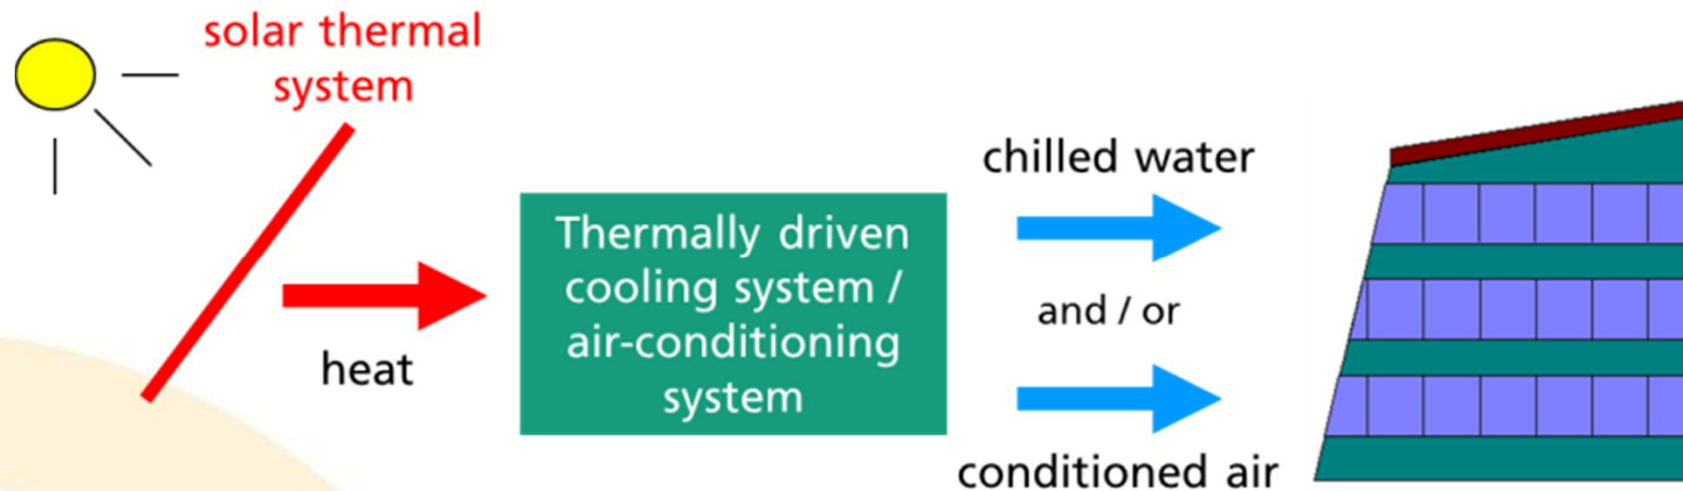 solar thermal
system
heat
Thermally driven
cooling system /
air-conditioning
system
chilled water
and / or
conditioned air